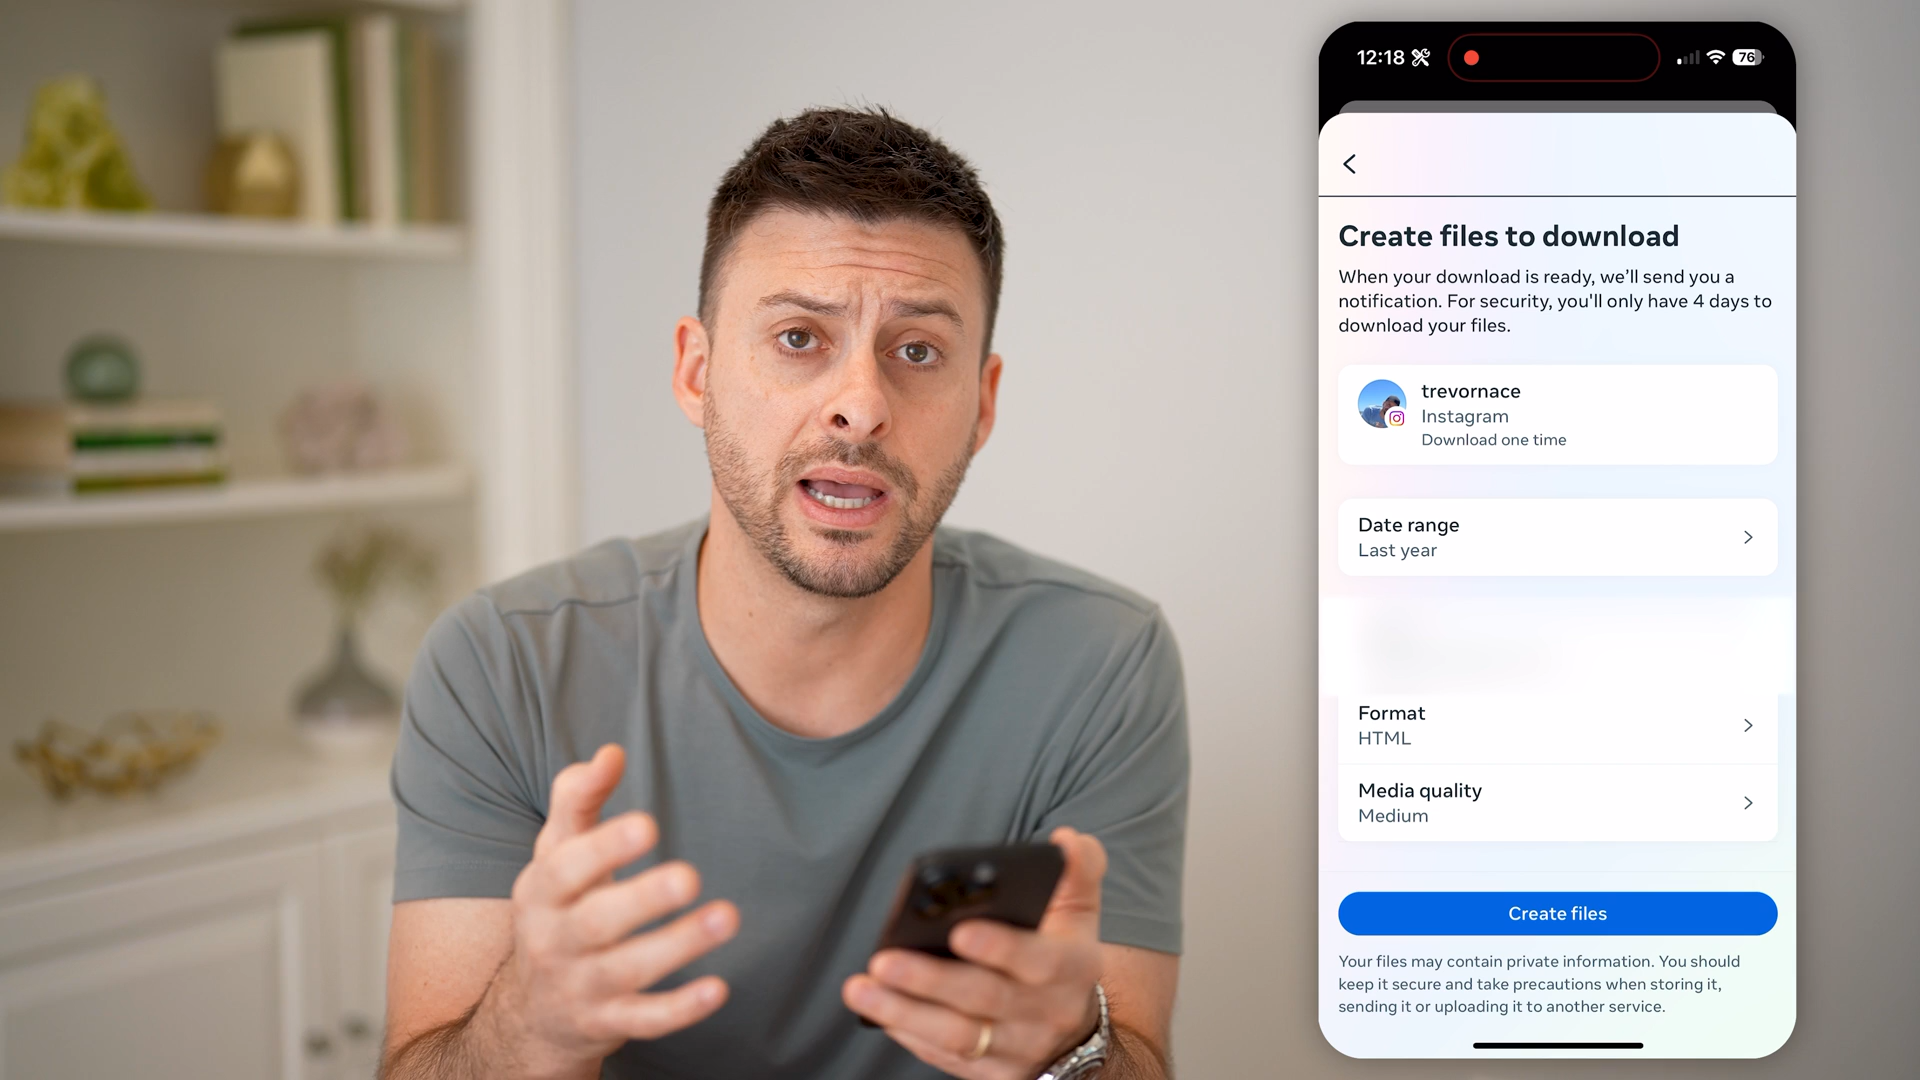 12:18
76
Create files to download
When your download is ready, we’ll send you a
notification. For security, you'll only have 4 days to
download your files.
trevornace
Instagram
Download one time
Date range
Last year
Format
HTML
Media quality
Medium
Create files
Your files may contain private information. You should
keep it secure and take precautions when storing it,
sending it or uploading it to another service.